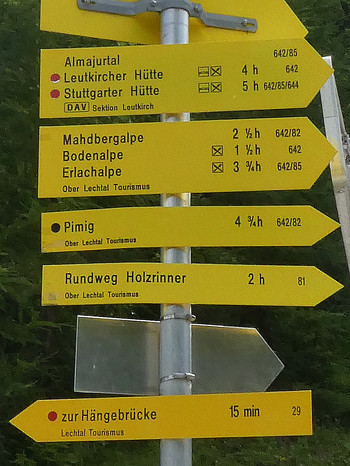 Almajurtal 642/85
Leutkircher Hütte 4 h 642
Stuttgarter Hütte 5 h 642/85/644
DAV Sektion Leutkirch
Mahdbergalpe 2 ½ h 642/82
Bodenalpe 1 ½ h 642
Erlachalpe 3 ¾ h 642/85
Ober Lechtal Tourismus
Pimig 4 ¾ h 642/82
Ober Lechtal Tourismus
Rundweg Holzrinner 2 h 81
Ober Lechtal Tourismus
zur Hängebrücke 15 min 29
Lechtal Tourismus